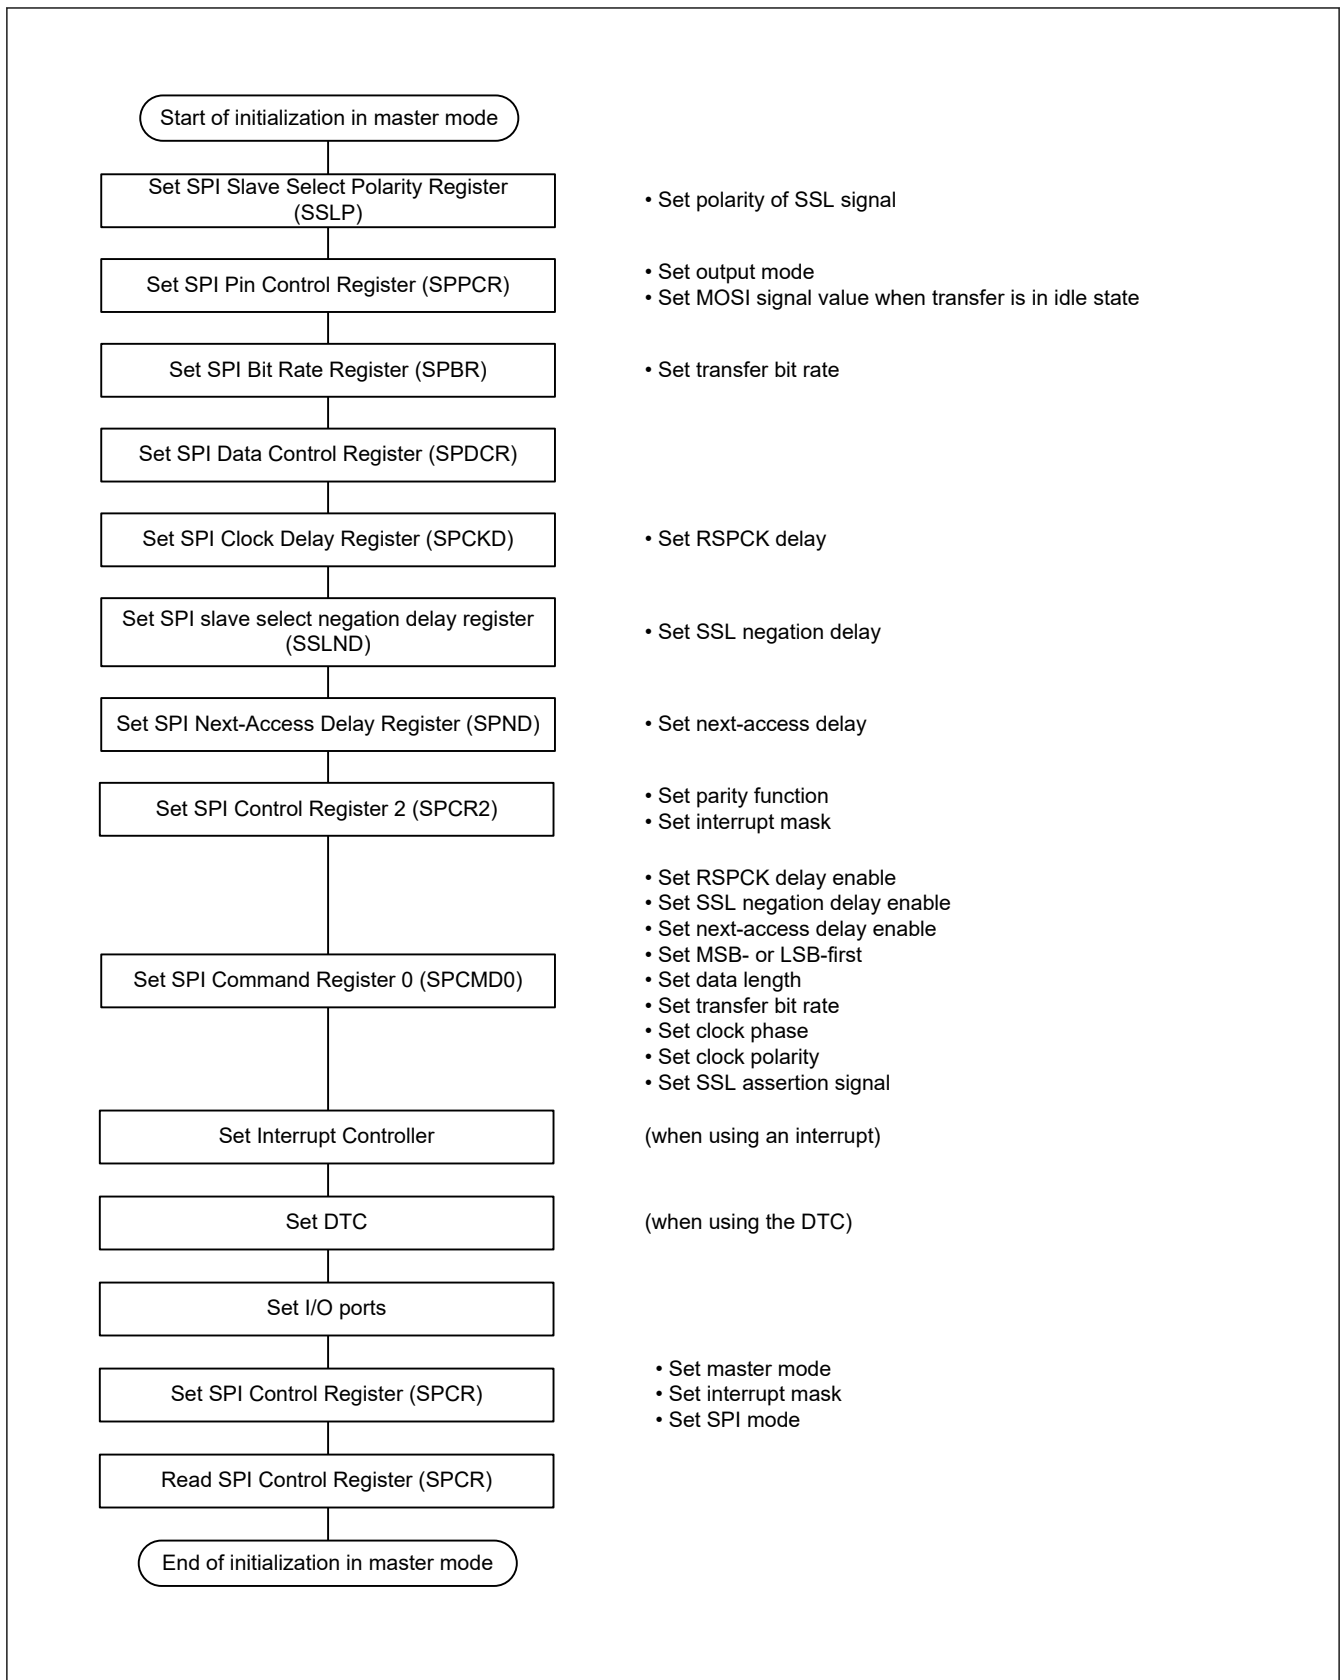 Start of initialization in master mode
Set SPI Slave Select Polarity Register
(SSLP)
• Set polarity of SSL signal
Set SPI Pin Control Register (SPPCR)
• Set output mode
• Set MOSI signal value when transfer is in idle state
Set SPI Bit Rate Register (SPBR)
• Set transfer bit rate
Set SPI Data Control Register (SPDCR)
Set SPI Clock Delay Register (SPCKD)
• Set RSPCK delay
Set SPI slave select negation delay register
(SSLND)
• Set SSL negation delay
Set SPI Next-Access Delay Register (SPND)
• Set next-access delay
Set SPI Control Register 2 (SPCR2)
• Set parity function
• Set interrupt mask
Set SPI Command Register 0 (SPCMD0)
• Set RSPCK delay enable
• Set SSL negation delay enable
• Set next-access delay enable
• Set MSB- or LSB-first
• Set data length
• Set transfer bit rate
• Set clock phase
• Set clock polarity
• Set SSL assertion signal
Set Interrupt Controller
(when using an interrupt)
Set DTC
(when using the DTC)
Set I/O ports
Set SPI Control Register (SPCR)
• Set master mode
• Set interrupt mask
• Set SPI mode
Read SPI Control Register (SPCR)
End of initialization in master mode